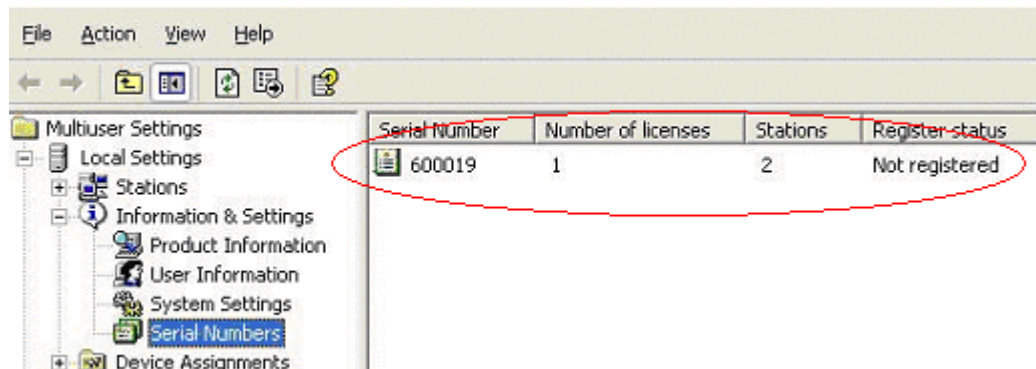 File Action View Help
Multiuser Settings
Local Settings
Stations
Information & Settings
Product Information
User Information
System Settings
Serial Numbers
Device Assignments
Serial Number Number of licenses Stations Register status
600019 1 2 Not registered